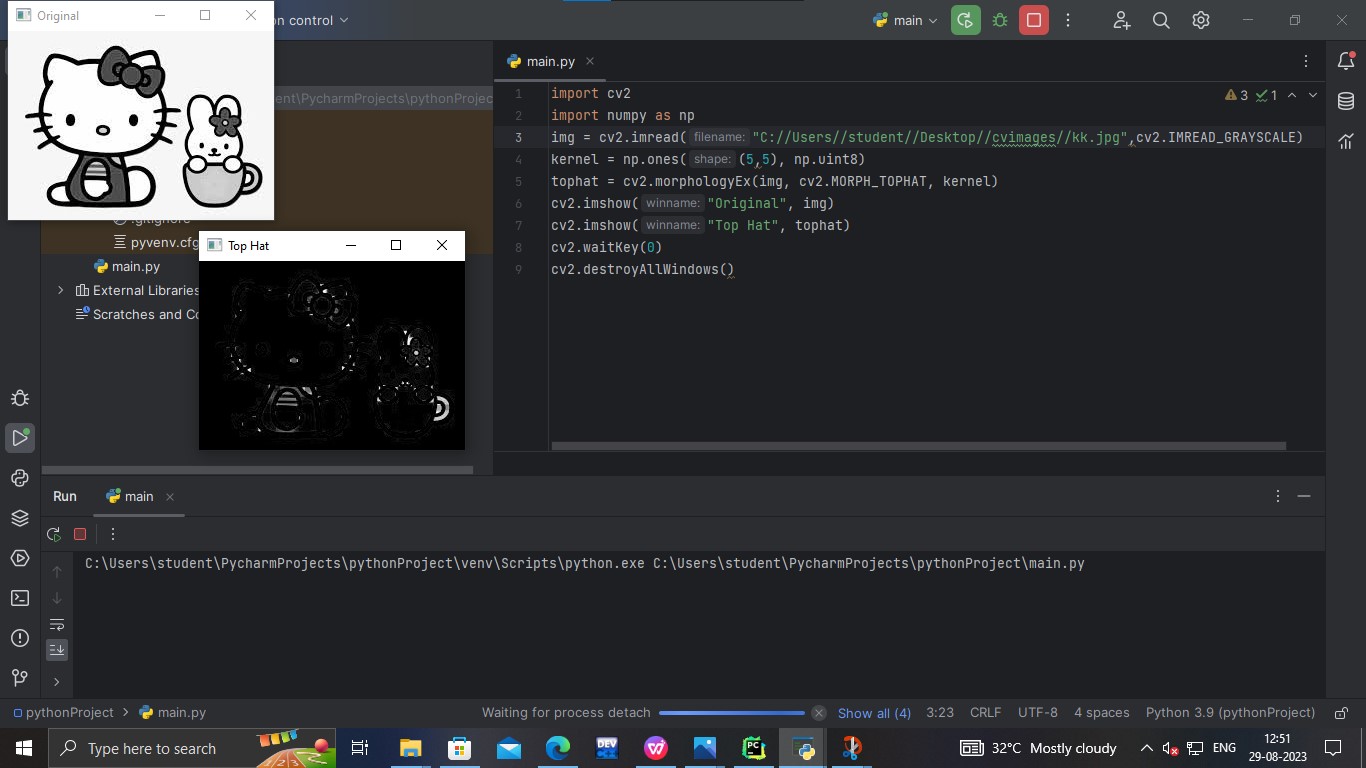 Original
on control
main
ent\PycharmProjects\pythonProjec
.gitignore
pyvenv.cfg
main.py
External Libraries
Scratches and Co
Top Hat
main.py
3
1
1 import cv2
2 import numpy as np
3 img = cv2.imread( filename: "C://Users//student//Desktop//cvimages//kk.jpg",cv2.IMREAD_GRAYSCALE)
4 kernel = np.ones( shape: (5,5), np.uint8)
5 tophat = cv2.morphologyEx(img, cv2.MORPH_TOPHAT, kernel)
6 cv2.imshow( winname: "Original", img)
7 cv2.imshow( winname: "Top Hat", tophat)
8 cv2.waitKey(0)
9 cv2.destroyAllWindows()
Run main
C:\Users\student\PycharmProjects\pythonProject\venv\Scripts\python.exe C:\Users\student\PycharmProjects\pythonProject\main.py
pythonProject main.py Waiting for process detach Show all (4) 3:23 CRLF UTF-8 4 spaces Python 3.9 (pythonProject)
Type here to search
DEV
PC
32°C Mostly cloudy
ENG
12:51
29-08-2023